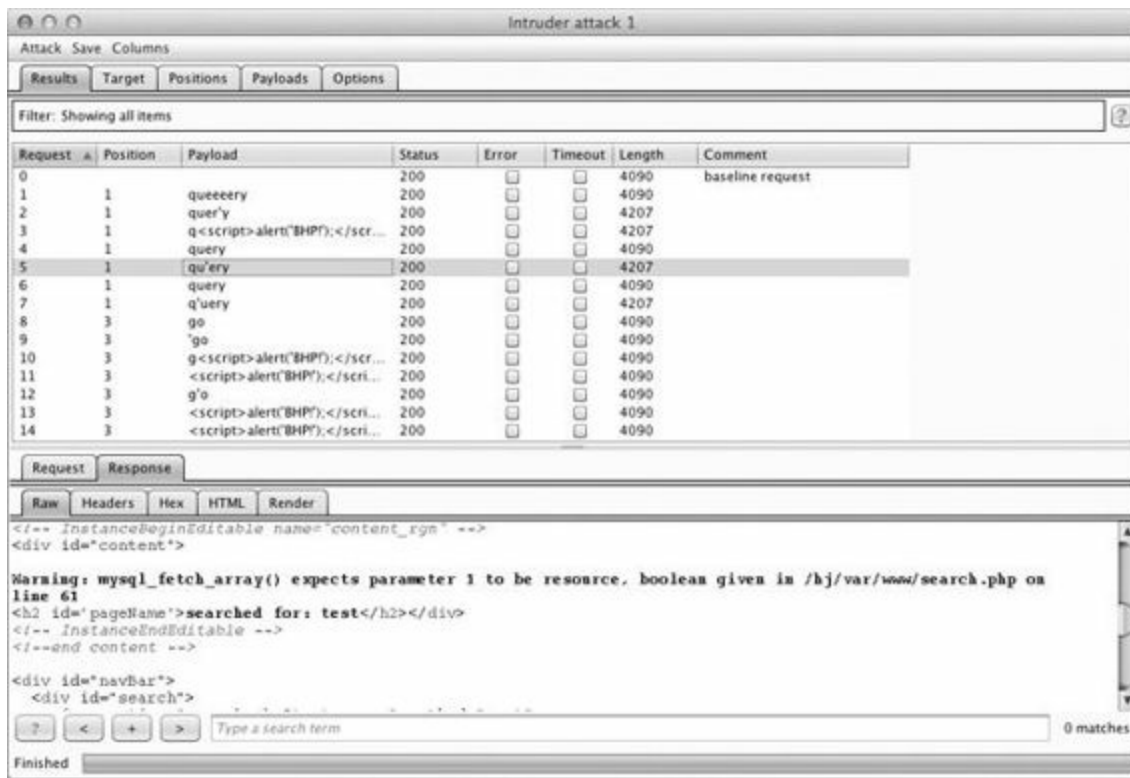 Intruder attack 1
Attack Save Columns
Results Target Positions Payloads Options
Filter: Showing all items ?
Request Position Payload Status Error Timeout Length Comment
0 200 4090 baseline request
1 1 queeeery 200 4090
2 1 quer'y 200 4207
3 1 q<script>alert('BHP!');</scr... 200 4207
4 1 query 200 4090
5 1 qu'ery 200 4207
6 1 query 200 4090
7 1 q'uery 200 4207
8 3 go 200 4090
9 3 'go 200 4090
10 3 g<script>alert('BHP!');</scr... 200 4090
11 3 <script>alert('BHP!');</scri... 200 4090
12 3 g'o 200 4090
13 3 <script>alert('BHP!');</scri... 200 4090
14 3 <script>alert('BHP!');</scri... 200 4090
Request Response
Raw Headers Hex HTML Render
<!-- InstanceBeginEditable name="content_rgn" -->
<div id="content">
Warning: mysql_fetch_array() expects parameter 1 to be resource, boolean given in /hj/var/www/search.php on
line 61
<h2 id='pageName'>searched for: test</h2></div>
<!-- InstanceEndEditable -->
<!--end content -->
<div id="navBar">
<div id="search">
? < + > Type a search term 0 matches
Finished